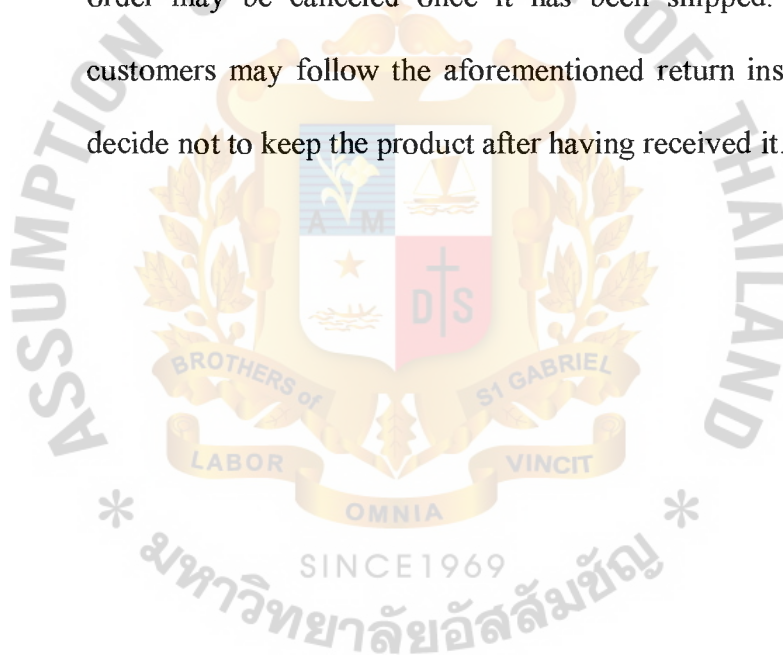 order may be canceled once it has been shipped.
customers may follow the aforementioned return ins
decide not to keep the product after having received it.
ASSUMPTION
OF THAILAND
A M
D S
BROTHERS of
S1 GABRIEL
LABOR
VINCIT
OMNIA
SINCE1969
มหาวิทยาลัยอัสสัมชัญ